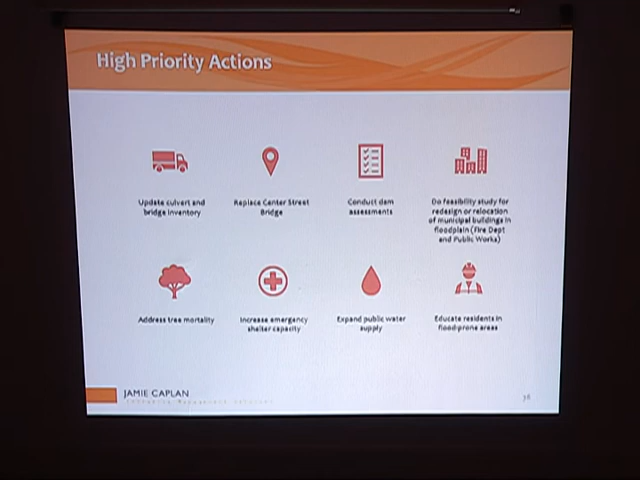 High Priority Actions
Update culvert and
bridge inventory
Replace Center Street
Bridge
Conduct dam
assessments
Do feasibility study for
redesign or relocation
of municipal buildings in
floodplain (Fire Dept
and Public Works)
Address tree mortality
Increase emergency
shelter capacity
Expand public water
supply
Educate residents in
flood-prone areas
JAMIE CAPLAN